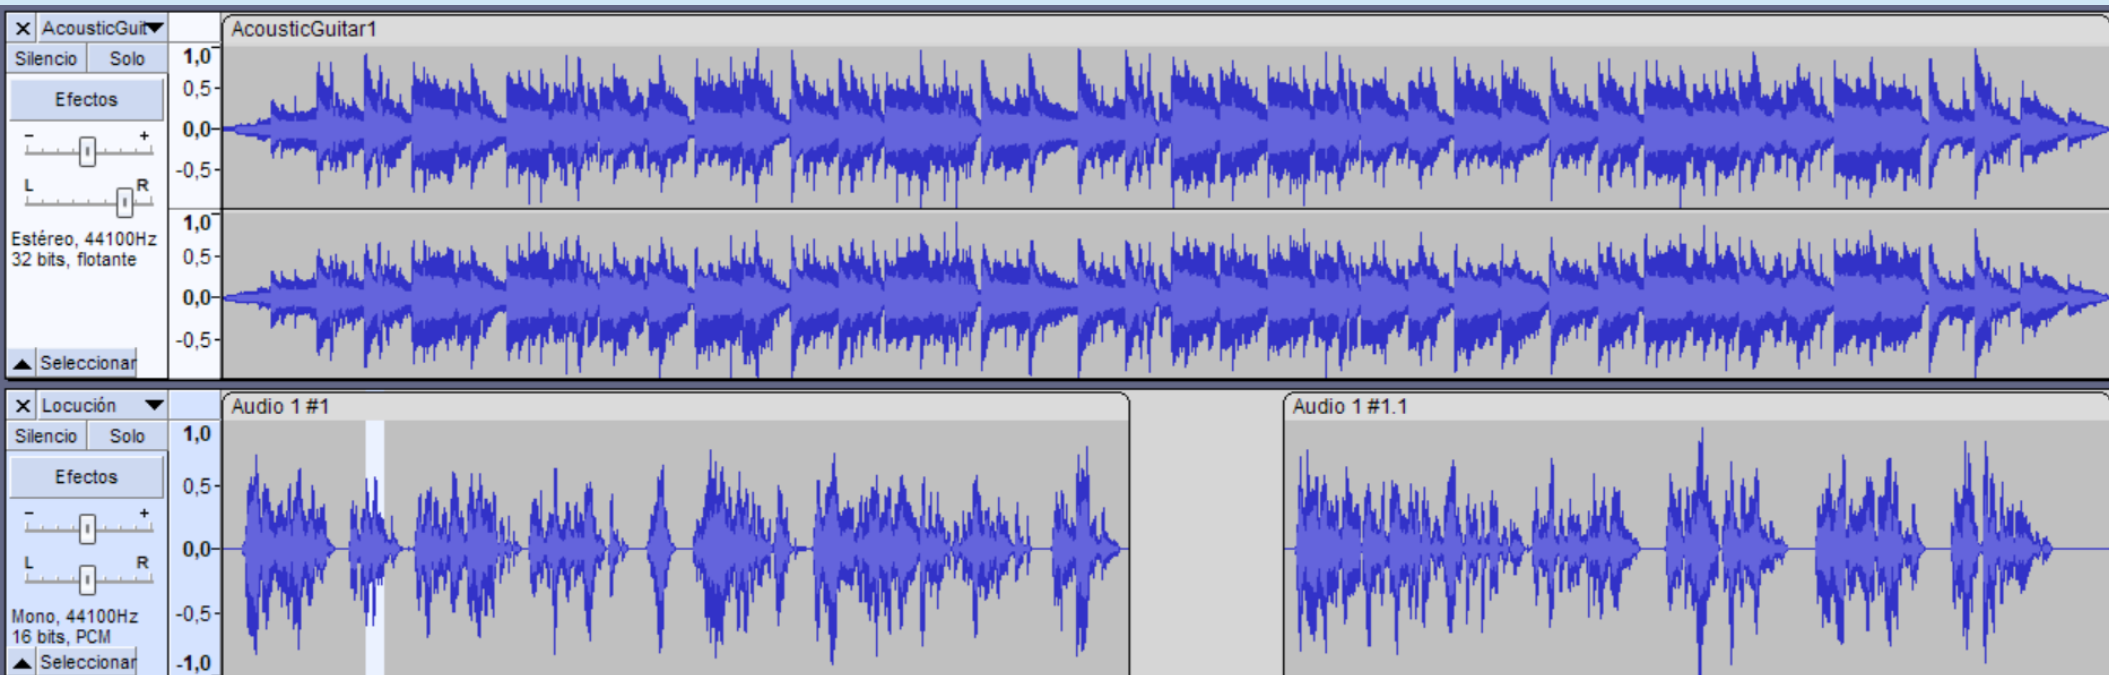 AcousticGuit
AcousticGuitar1
Silencio Solo
Efectos
- +
L R
Estéreo, 44100Hz
32 bits, flotante
Seleccionar
1,0
0,5
0,0
-0,5
1,0
0,5
0,0
-0,5
Locución
Audio 1 #1
Audio 1 #1.1
Silencio Solo
Efectos
- +
L R
Mono, 44100Hz
16 bits, PCM
Seleccionar
1,0
0,5
0,0
-0,5
-1,0